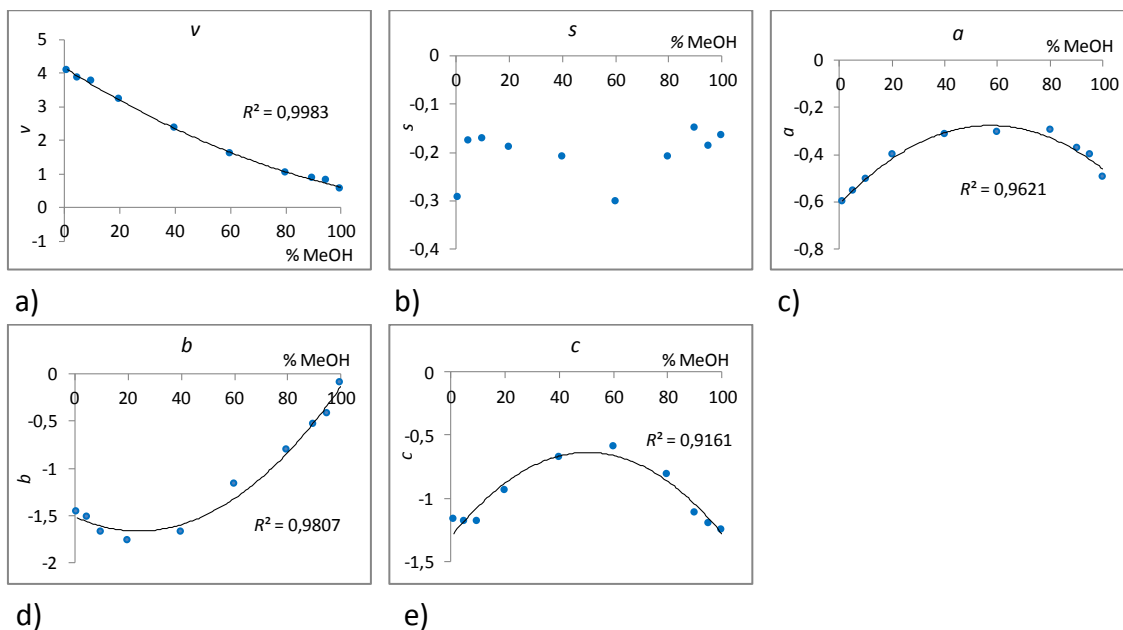 v
5
4
3
2
1
0
-1
v
0 20 40 60 80 100
% MeOH
R² = 0,9983
a)
s
% MeOH
0
-0,1
-0,2
-0,3
-0,4
s
0 20 40 60 80 100
b)
a
% MeOH
0
-0,2
-0,4
-0,6
-0,8
a
0 20 40 60 80 100
R² = 0,9621
c)
b
% MeOH
0
-0,5
-1
-1,5
-2
b
0 20 40 60 80 100
R² = 0,9807
d)
c
% MeOH
0
-0,5
-1
-1,5
c
0 20 40 60 80 100
R² = 0,9161
e)